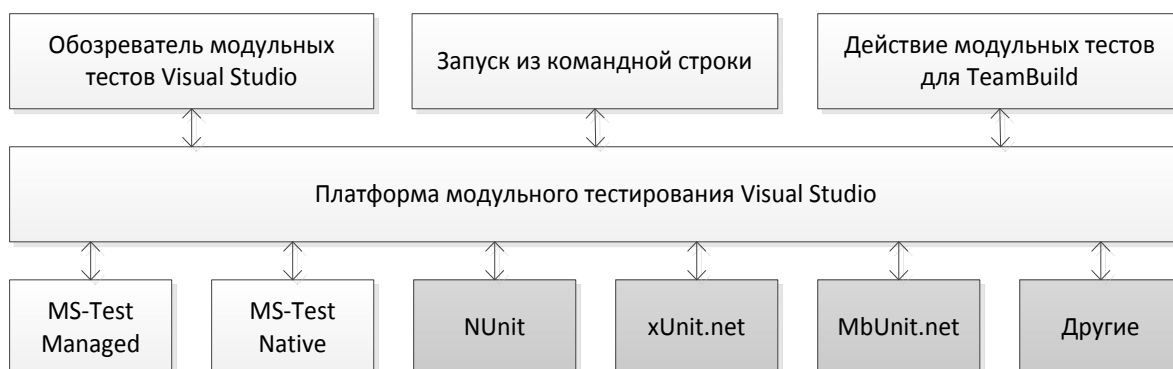 Обозреватель модульных
тестов Visual Studio
Запуск из командной строки
Действие модульных тестов
для TeamBuild
Платформа модульного тестирования Visual Studio
MS-Test
Managed
MS-Test
Native
NUnit
xUnit.net
MbUnit.net
Другие